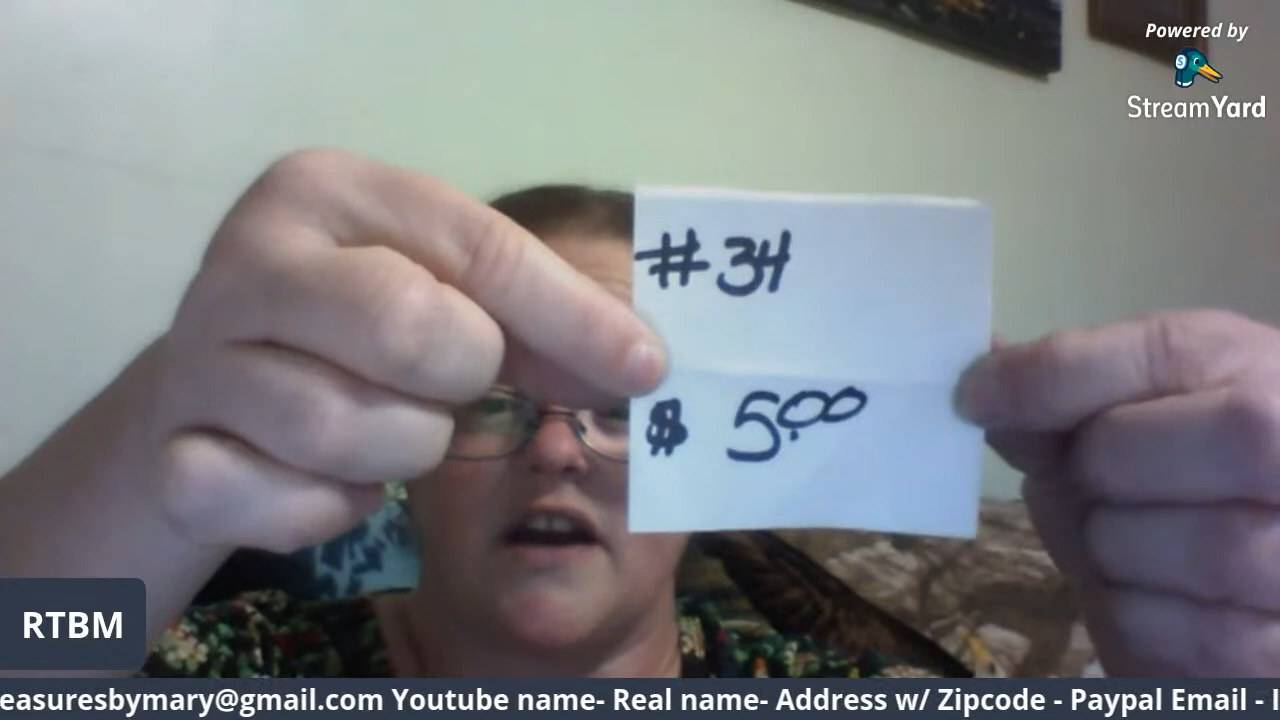 Powered by
StreamYard
#34
$ 5.00
RTBM
easuresbymary@gmail.com Youtube name- Real name- Address w/ Zipcode - Paypal Email - I